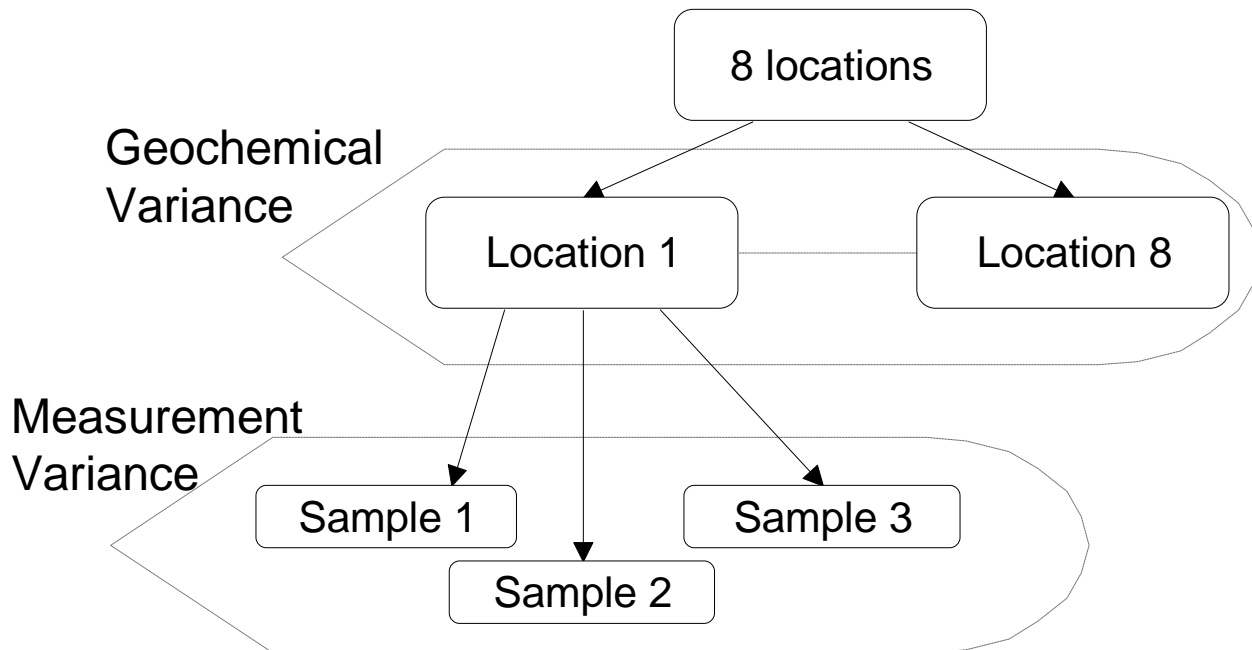 8 locations
Geochemical
Variance
Location 1
Location 8
Measurement
Variance
Sample 1
Sample 3
Sample 2